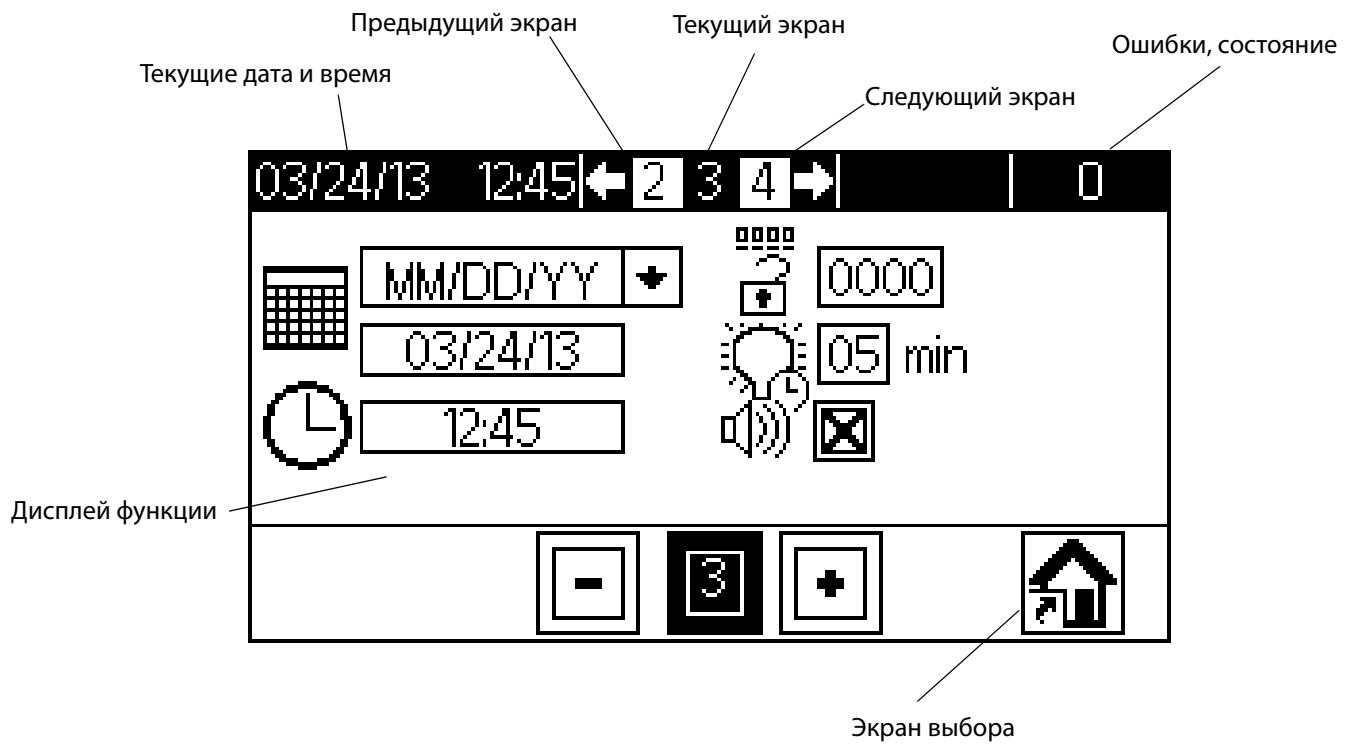 Предыдущий экран
Текущий экран
Ошибки, состояние
Текущие дата и время
Следующий экран
03/24/13 12:45 2 3 4 0
MM/DD/YY
0000
03/24/13
05 min
12:45
Дисплей функции
- 3 +
Экран выбора